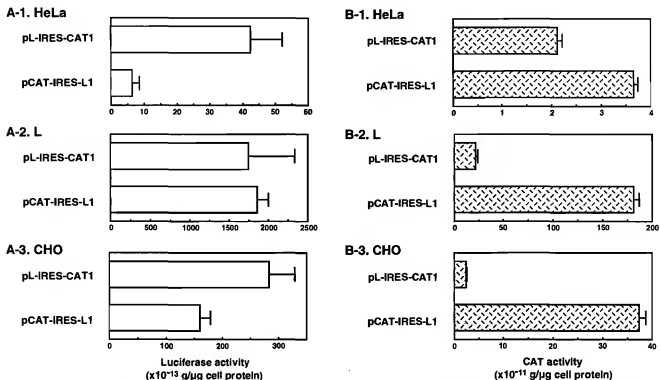 A-1. HeLa
pL-IRES-CAT1
pCAT-IRES-L1
0 10 20 30 40 50 60
A-2. L
pL-IRES-CAT1
pCAT-IRES-L1
0 500 1000 1500 2000 2500
A-3. CHO
pL-IRES-CAT1
pCAT-IRES-L1
0 100 200 300
Luciferase activity
(x10⁻¹³ g/µg cell protein)
B-1. HeLa
pL-IRES-CAT1
pCAT-IRES-L1
0 1 2 3 4
B-2. L
pL-IRES-CAT1
pCAT-IRES-L1
0 50 100 150 200
B-3. CHO
pL-IRES-CAT1
pCAT-IRES-L1
0 10 20 30 40
CAT activity
(x10⁻¹¹ g/µg cell protein)